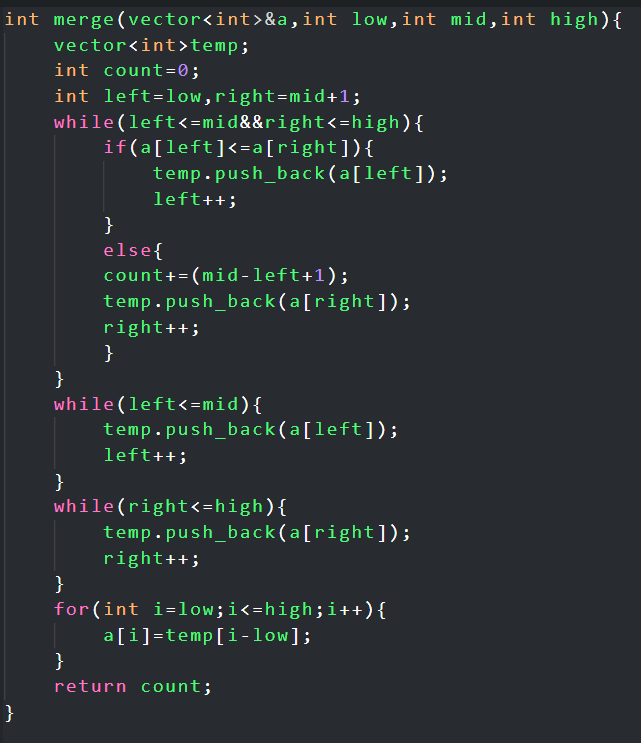 int merge(vector<int>&a,int low,int mid,int high){
    vector<int>temp;
    int count=0;
    int left=low,right=mid+1;
    while(left<=mid&&right<=high){
        if(a[left]<=a[right]){
            temp.push_back(a[left]);
            left++;
        }
        else{
        count+=(mid-left+1);
        temp.push_back(a[right]);
        right++;
        }
    }
    while(left<=mid){
        temp.push_back(a[left]);
        left++;
    }
    while(right<=high){
        temp.push_back(a[right]);
        right++;
    }
    for(int i=low;i<=high;i++){
        a[i]=temp[i-low];
    }
    return count;
}